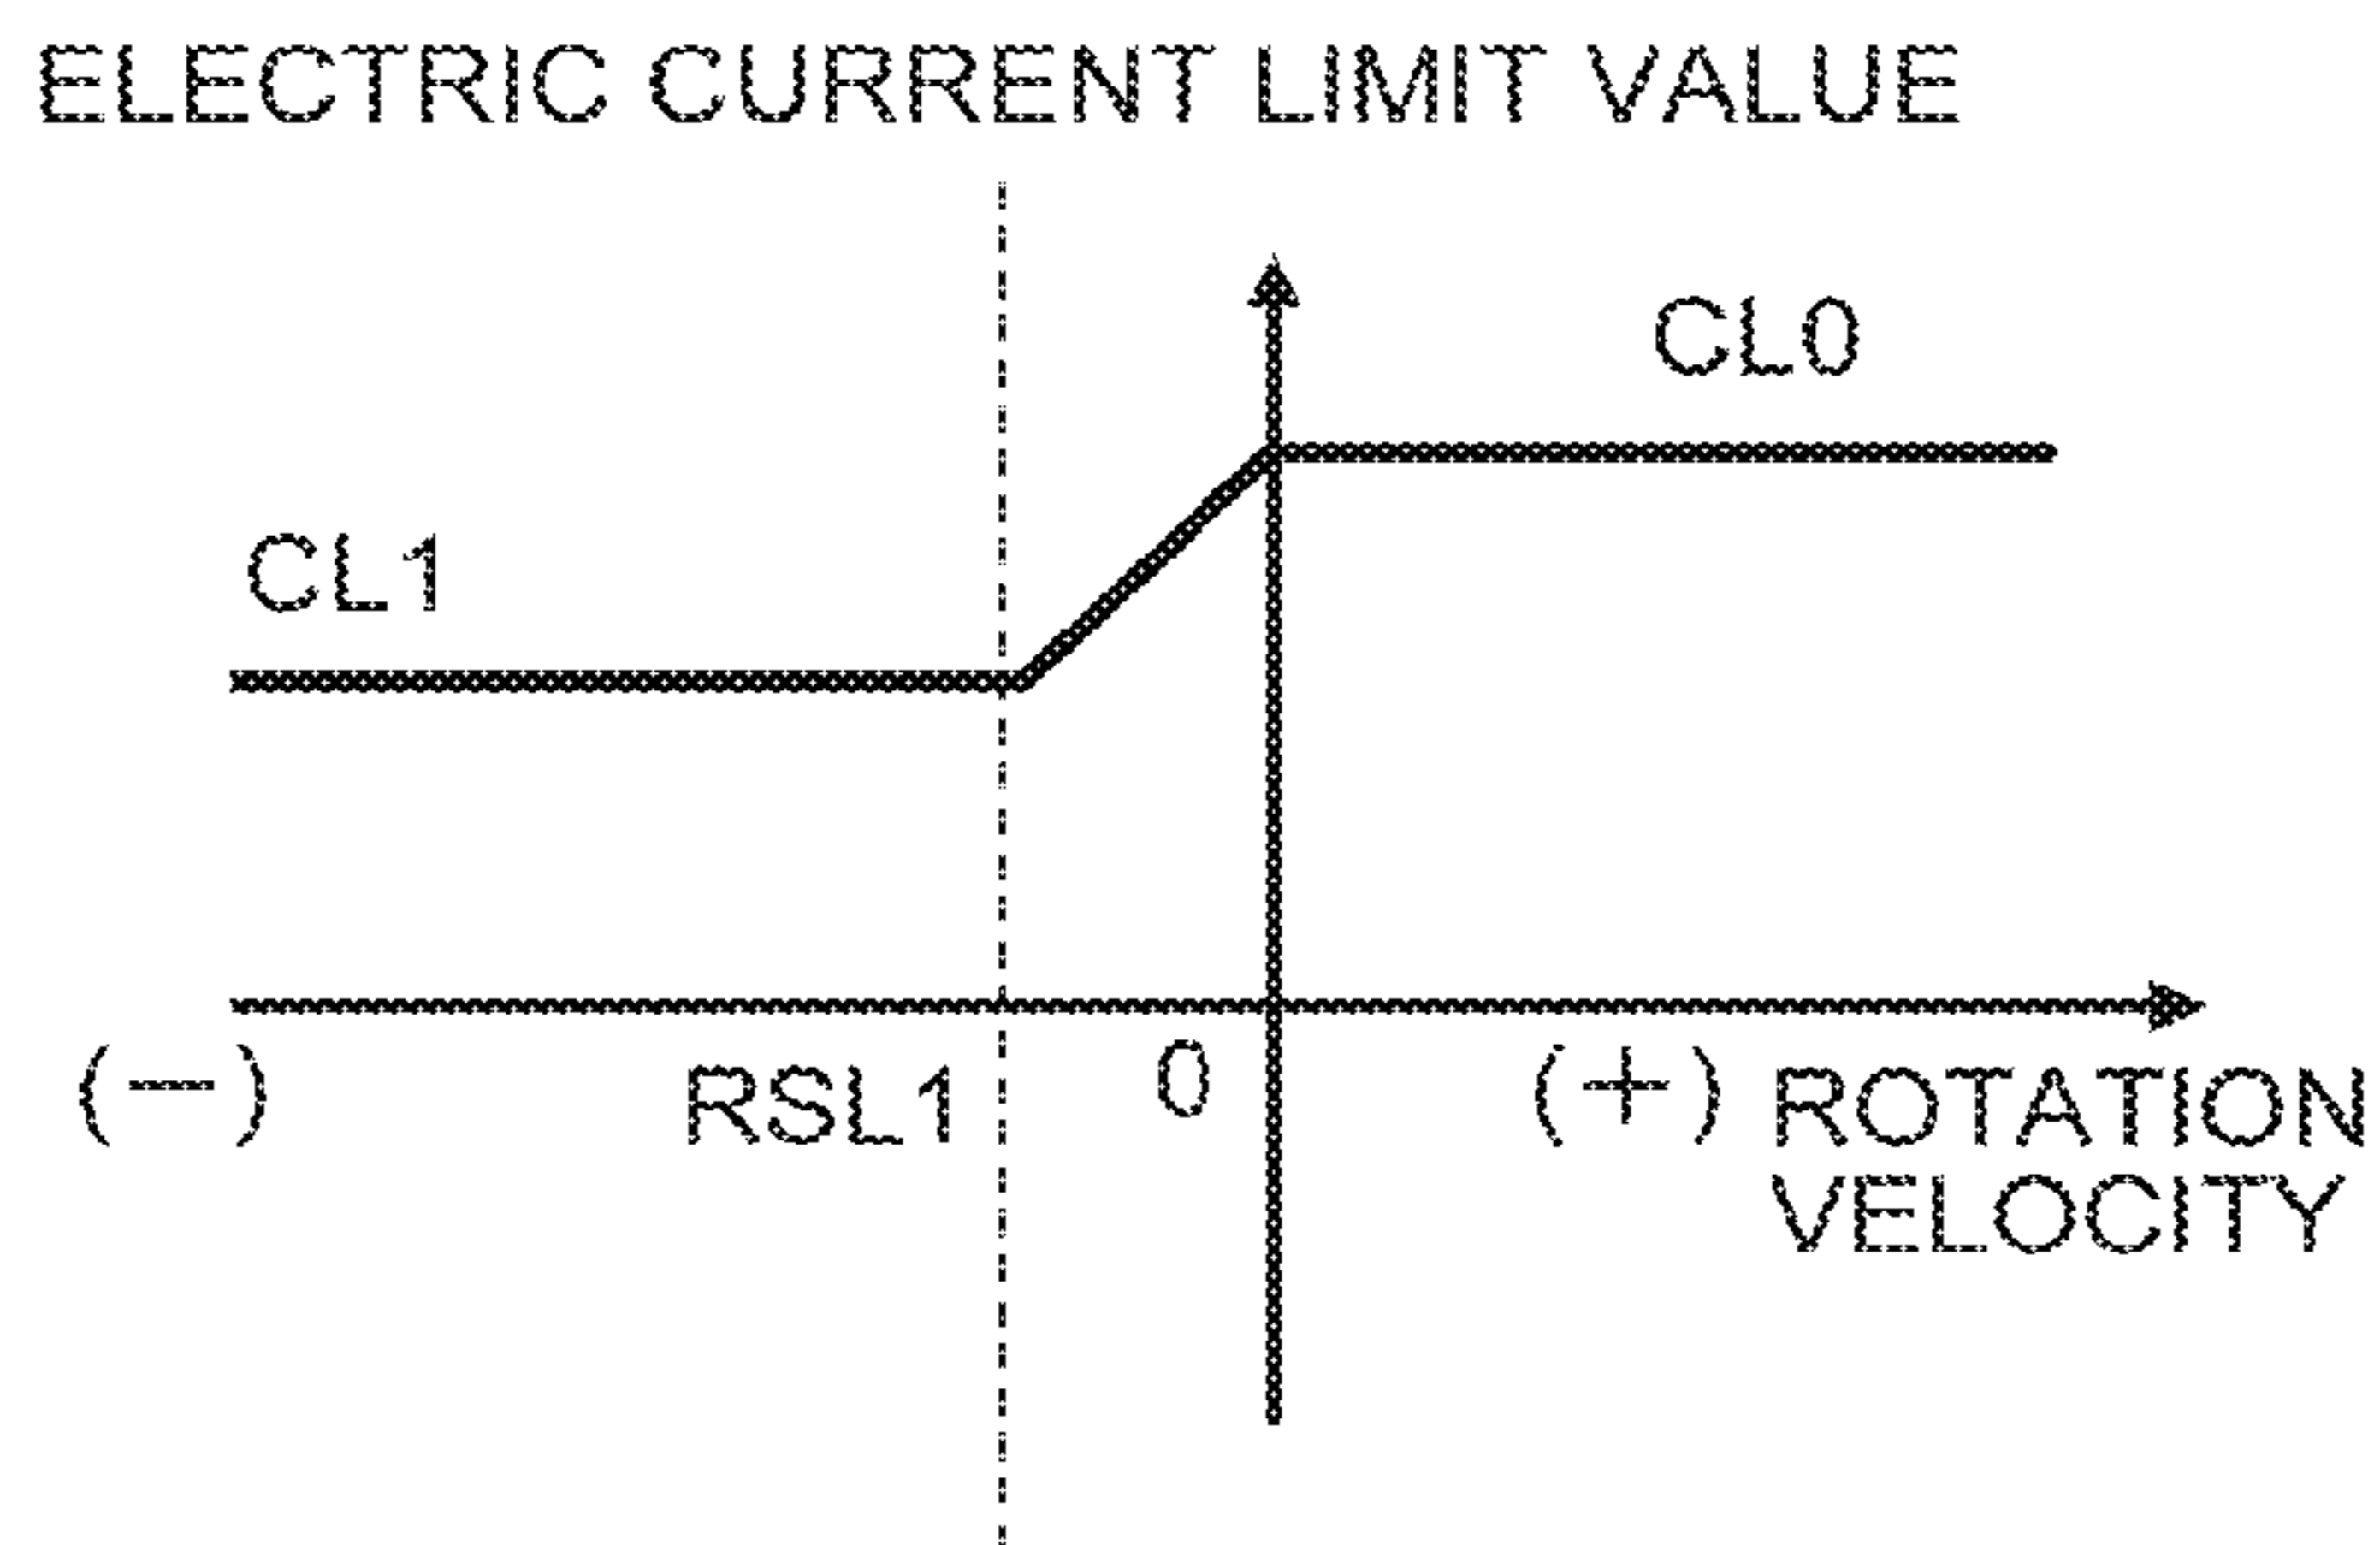 ELECTRIC CURRENT LIMIT VALUE
CL0
CL1
(−) RSL1 0 (+) ROTATION
VELOCITY